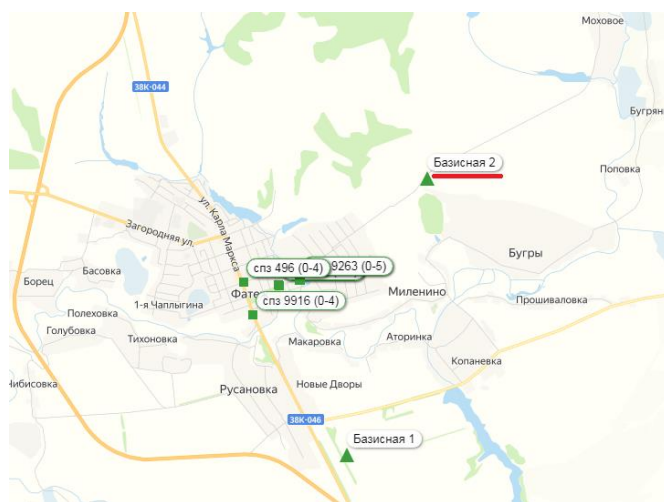 Моховое
38К-044
Бугрян
Базисная 2
Поповка
ул. Карла Маркса
Загородняя ул.
Бугры
Басовка
спз 496 (0-4)
9263 (0-5)
Борец
Миленино
Фате
1-я Чаплыгина
спз 9916 (0-4)
Прошиваловка
Полеховка
Голубовка
Тихоновка
Макаровка
Аторинка
Копаневка
Чибисовка
Русановка
Новые Дворы
38К-046
Базисная 1